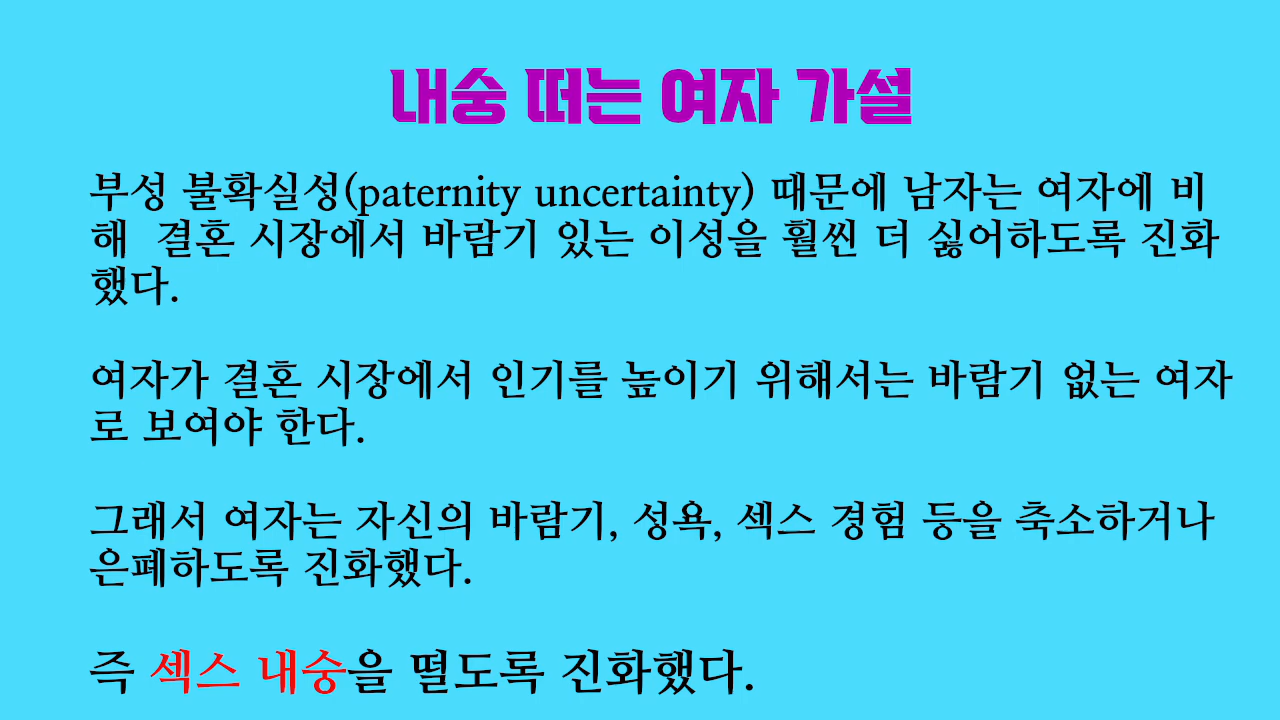 내숭 떠는 여자 가설
부성 불확실성(paternity uncertainty) 때문에 남자는 여자에 비
해 결혼 시장에서 바람기 있는 이성을 훨씬 더 싫어하도록 진화
했다.
여자가 결혼 시장에서 인기를 높이기 위해서는 바람기 없는 여자
로 보여야 한다.
그래서 여자는 자신의 바람기, 성욕, 섹스 경험 등을 축소하거나
은폐하도록 진화했다.
즉 섹스 내숭을 떨도록 진화했다.